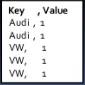 Key , Value
Audi , 1
Audi , 1
VW, 1
VW, 1
VW, 1